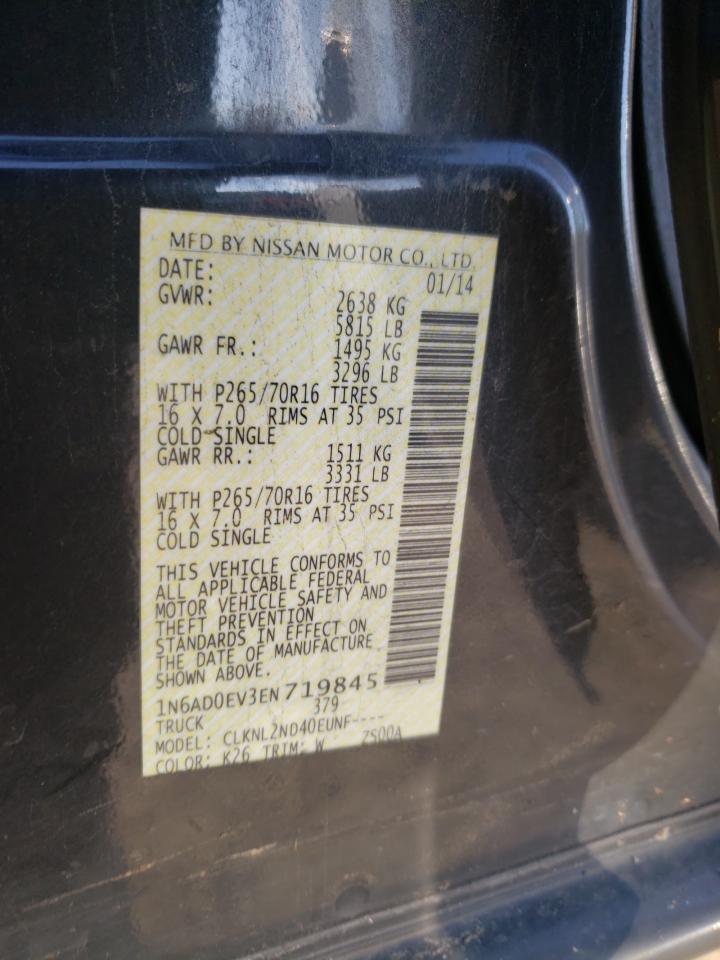 MFD BY NISSAN MOTOR CO., LTD.
DATE: 01/14
GVWR: 2638 KG
5815 LB
GAWR FR.: 1495 KG
3296 LB
WITH P265/70R16 TIRES
16 X 7.0 RIMS AT 35 PSI
COLD SINGLE
GAWR RR.: 1511 KG
3331 LB
WITH P265/70R16 TIRES
16 X 7.0 RIMS AT 35 PSI
COLD SINGLE
THIS VEHICLE CONFORMS TO
ALL APPLICABLE FEDERAL
MOTOR VEHICLE SAFETY AND
THEFT PREVENTION
STANDARDS IN EFFECT ON
THE DATE OF MANUFACTURE
SHOWN ABOVE.
1N6AD0EV3EN719845
TRUCK 379
MODEL: CLKNL2ND40EUNF----
COLOR: K26 TRIM: W ZS00A